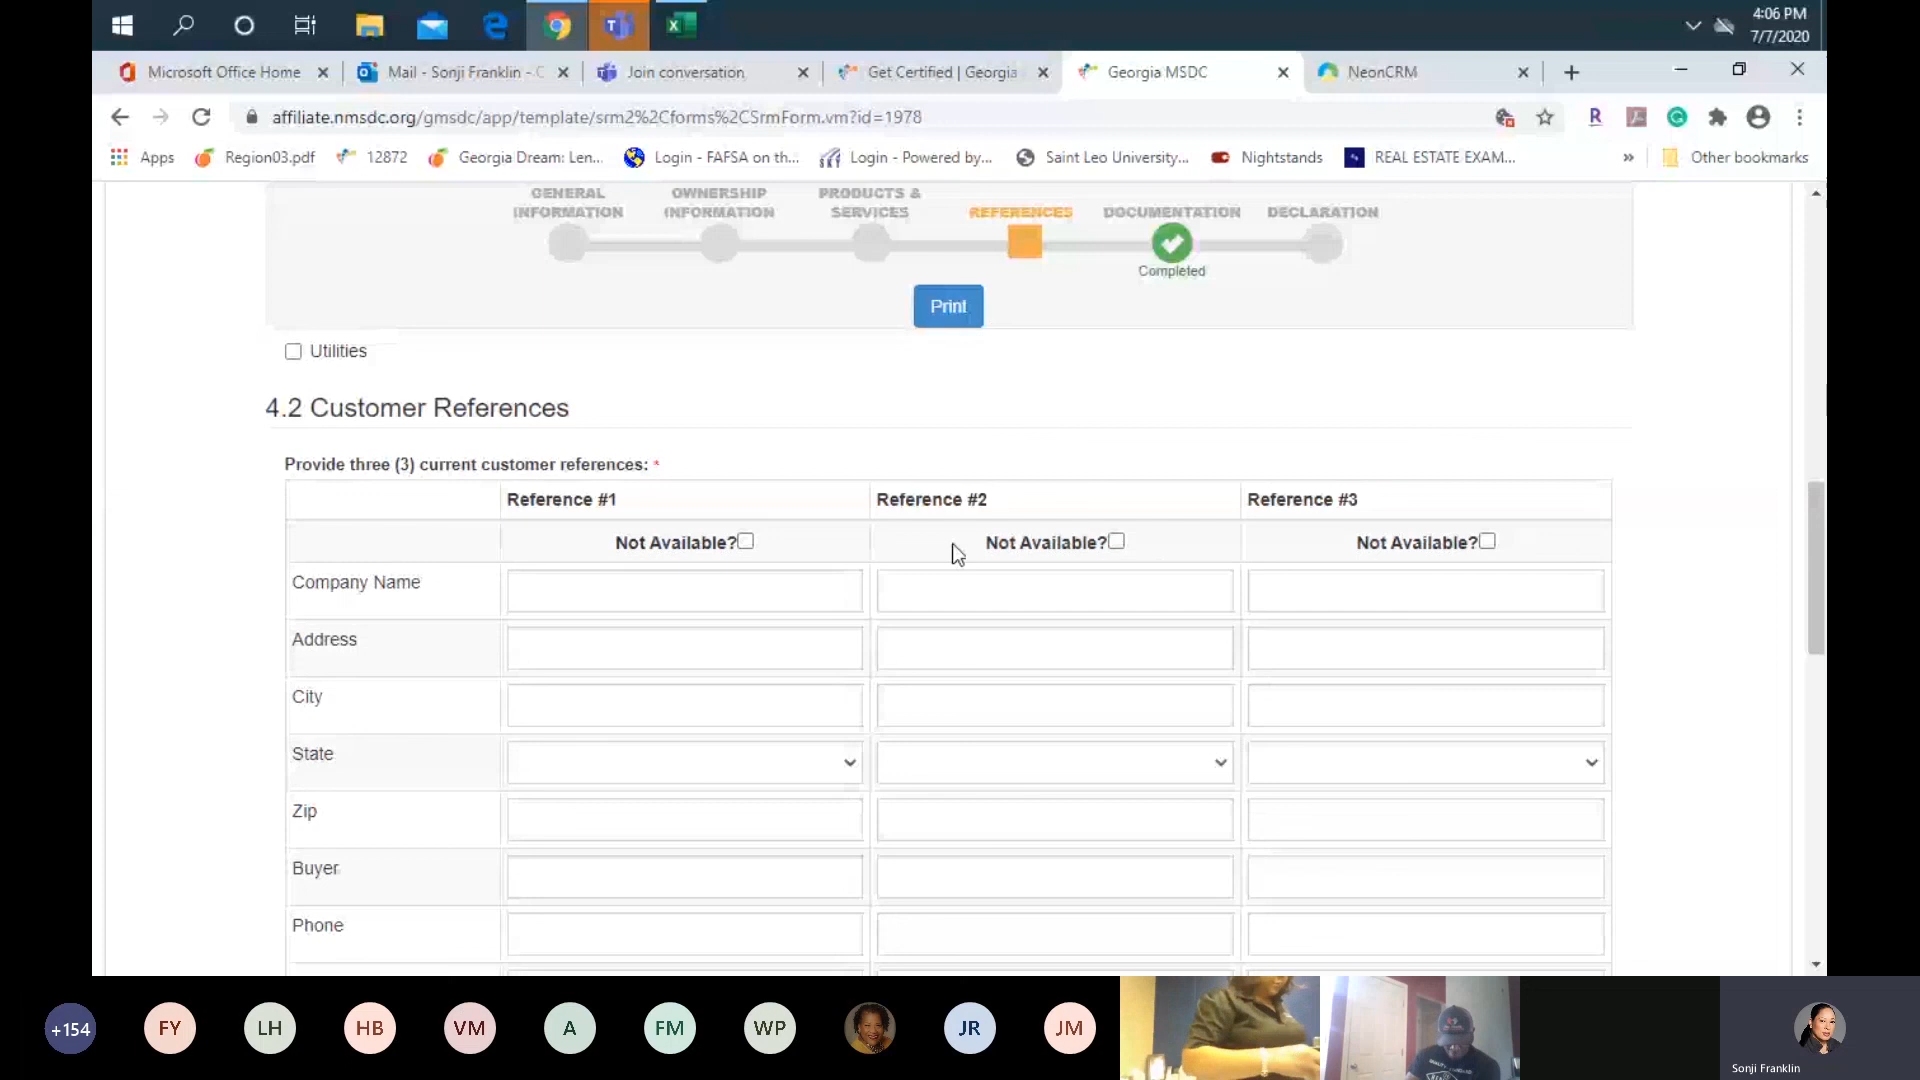 4:06 PM
7/7/2020
Microsoft Office Home
Mail - Sonji Franklin - C
Join conversation
Get Certified | Georgia
Georgia MSDC
NeonCRM
affiliate.nmsdc.org/gmsdc/app/template/srm2%2Cforms%2CSrmForm.vm?id=1978
Apps
Region03.pdf
12872
Georgia Dream: Len...
Login - FAFSA on th...
Login - Powered by...
Saint Leo University...
Nightstands
REAL ESTATE EXAM...
Other bookmarks
GENERAL INFORMATION
OWNERSHIP INFORMATION
PRODUCTS & SERVICES
REFERENCES
DOCUMENTATION
DECLARATION
Completed
Print
Utilities
4.2 Customer References
Provide three (3) current customer references: *
Reference #1 Reference #2 Reference #3
Not Available? Not Available? Not Available?
Company Name
Address
City
State
Zip
Buyer
Phone
+154 FY LH HB VM A FM WP JR JM
Sonji Franklin